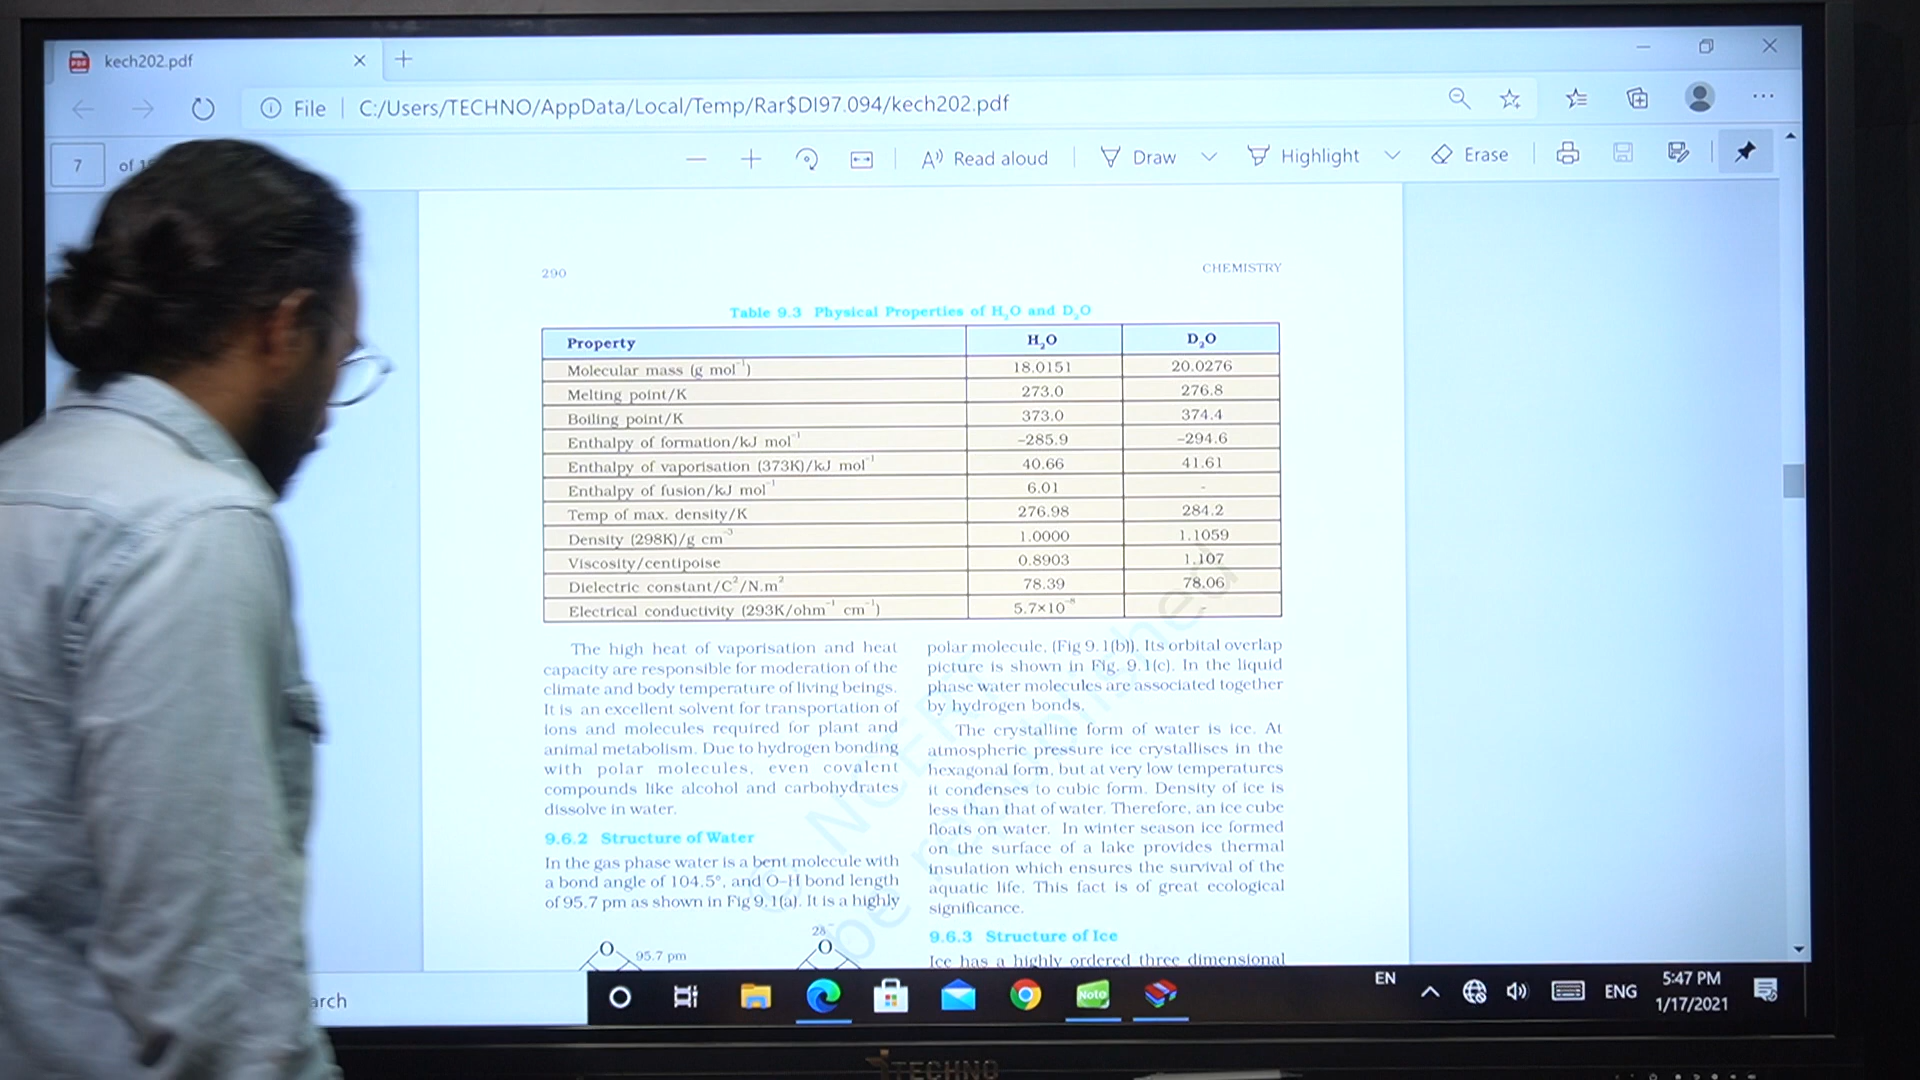 kech202.pdf
File | C:/Users/TECHNO/AppData/Local/Temp/Rar$DI97.094/kech202.pdf
7 of
Read aloud Draw Highlight Erase
290 CHEMISTRY
Table 9.3 Physical Properties of H₂O and D₂O
Property H₂O D₂O
Molecular mass (g mol⁻¹) 18.0151 20.0276
Melting point/K 273.0 276.8
Boiling point/K 373.0 374.4
Enthalpy of formation/kJ mol⁻¹ –285.9 –294.6
Enthalpy of vaporisation (373K)/kJ mol⁻¹ 40.66 41.61
Enthalpy of fusion/kJ mol⁻¹ 6.01 -
Temp of max. density/K 276.98 284.2
Density (298K)/g cm⁻³ 1.0000 1.1059
Viscosity/centipoise 0.8903 1.107
Dielectric constant/C²/N.m² 78.39 78.06
Electrical conductivity (293K/ohm⁻¹ cm⁻¹) 5.7×10⁻⁸ -
The high heat of vaporisation and heat
capacity are responsible for moderation of the
climate and body temperature of living beings.
It is an excellent solvent for transportation of
ions and molecules required for plant and
animal metabolism. Due to hydrogen bonding
with polar molecules, even covalent
compounds like alcohol and carbohydrates
dissolve in water.
9.6.2 Structure of Water
In the gas phase water is a bent molecule with
a bond angle of 104.5°, and O–H bond length
of 95.7 pm as shown in Fig 9.1(a). It is a highly
O 95.7 pm
2δ⁻
O
polar molecule, (Fig 9.1(b)). Its orbital overlap
picture is shown in Fig. 9.1(c). In the liquid
phase water molecules are associated together
by hydrogen bonds.
The crystalline form of water is ice. At
atmospheric pressure ice crystallises in the
hexagonal form, but at very low temperatures
it condenses to cubic form. Density of ice is
less than that of water. Therefore, an ice cube
floats on water. In winter season ice formed
on the surface of a lake provides thermal
insulation which ensures the survival of the
aquatic life. This fact is of great ecological
significance.
9.6.3 Structure of Ice
Ice has a highly ordered three dimensional
© NCERT
be republished
arch
Noto
EN
ENG
5:47 PM
1/17/2021
TECHNO